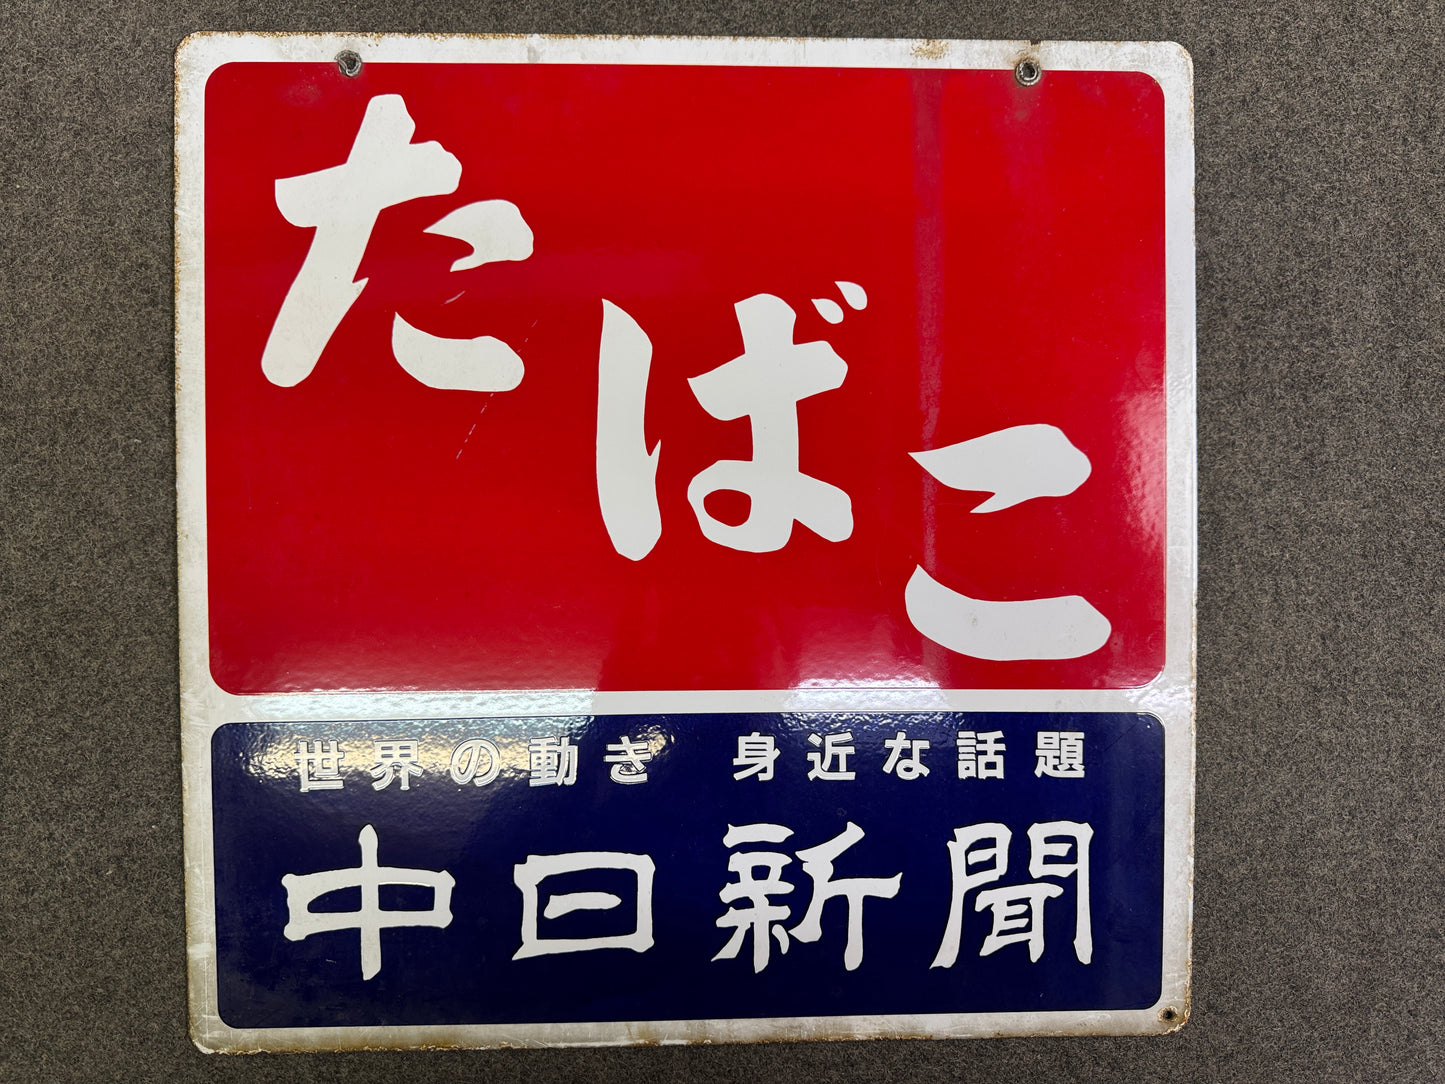 たばこ
世界の動き 身近な話題
中日新聞